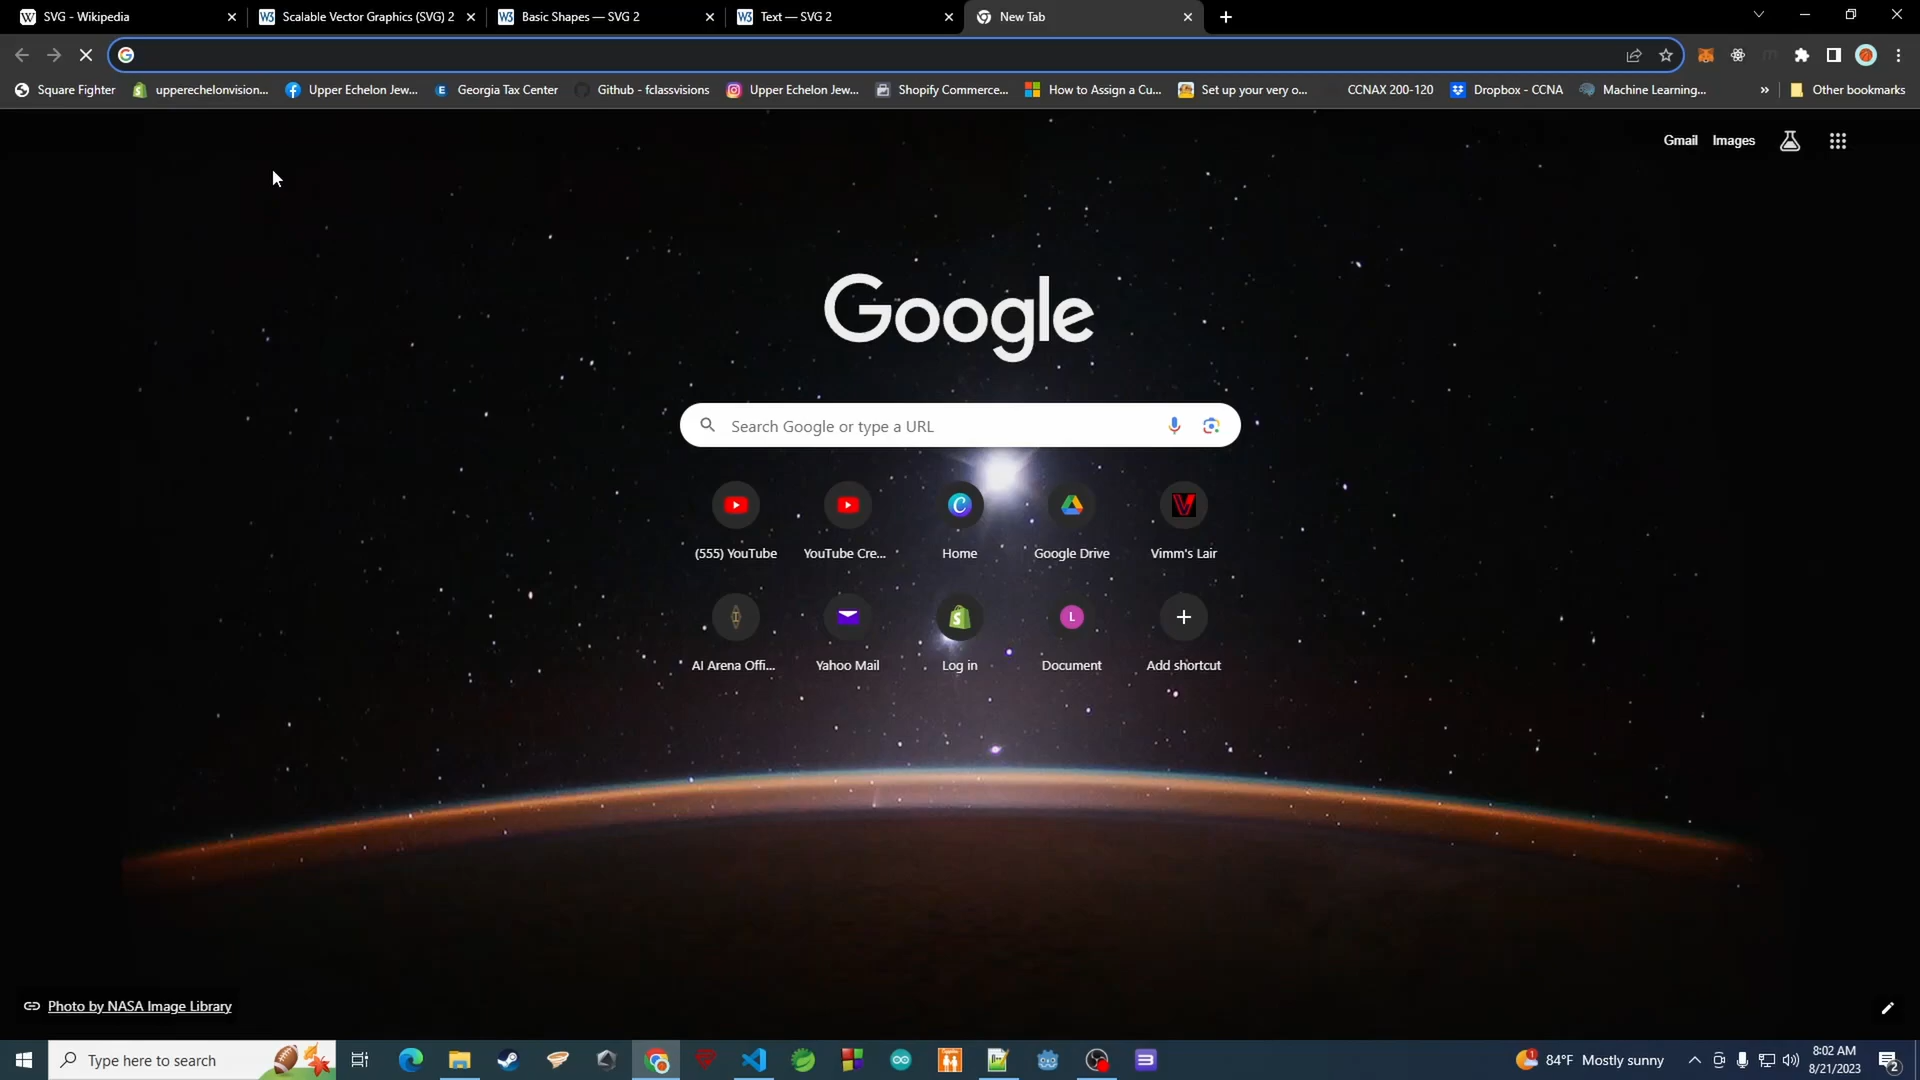 SVG - Wikipedia
Scalable Vector Graphics (SVG) 2
Basic Shapes — SVG 2
Text — SVG 2
New Tab
Square Fighter
upperechelonvision...
Upper Echelon Jew...
Georgia Tax Center
Github - fclassvisions
Upper Echelon Jew...
Shopify Commerce...
How to Assign a Cu...
Set up your very o...
CCNAX 200-120
Dropbox - CCNA
Machine Learning...
»
Other bookmarks
Gmail
Images
Google
Search Google or type a URL
(555) YouTube
YouTube Cre...
Home
Google Drive
Vimm's Lair
AI Arena Offi...
Yahoo Mail
Log in
L
Document
Add shortcut
Photo by NASA Image Library
Type here to search
84°F Mostly sunny
8:02 AM
8/21/2023
2